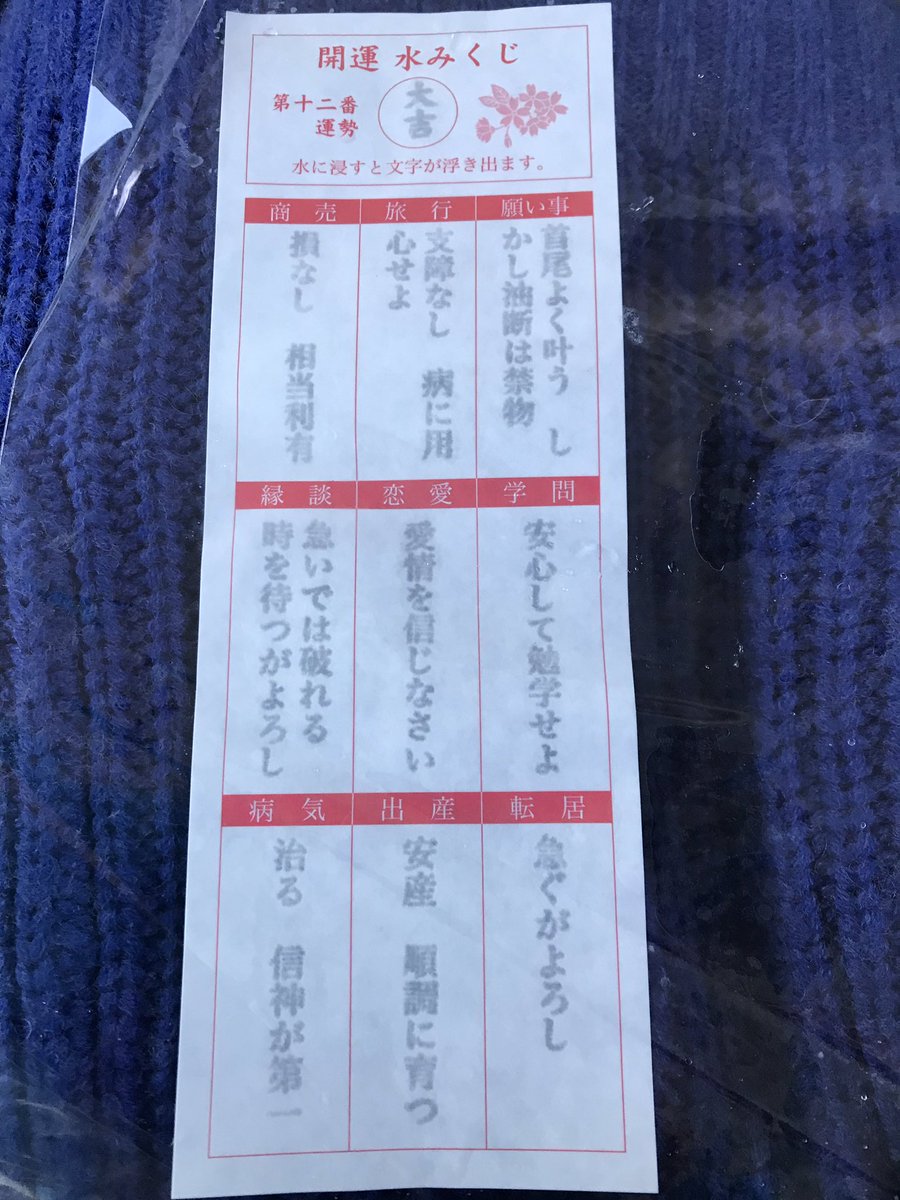 開運 水みくじ
第十二番
運勢
大吉
水に浸すと文字が浮き出ます。
願い事
首尾よく叶う し
かし油断は禁物
旅行
支障なし 病に用
心せよ
商売
損なし 相当利有
学問
安心して勉学せよ
恋愛
愛情を信じなさい
縁談
急いでは破れる
時を待つがよろし
転居
急ぐがよろし
出産
安産 順調に育つ
病気
治る 信神が第一